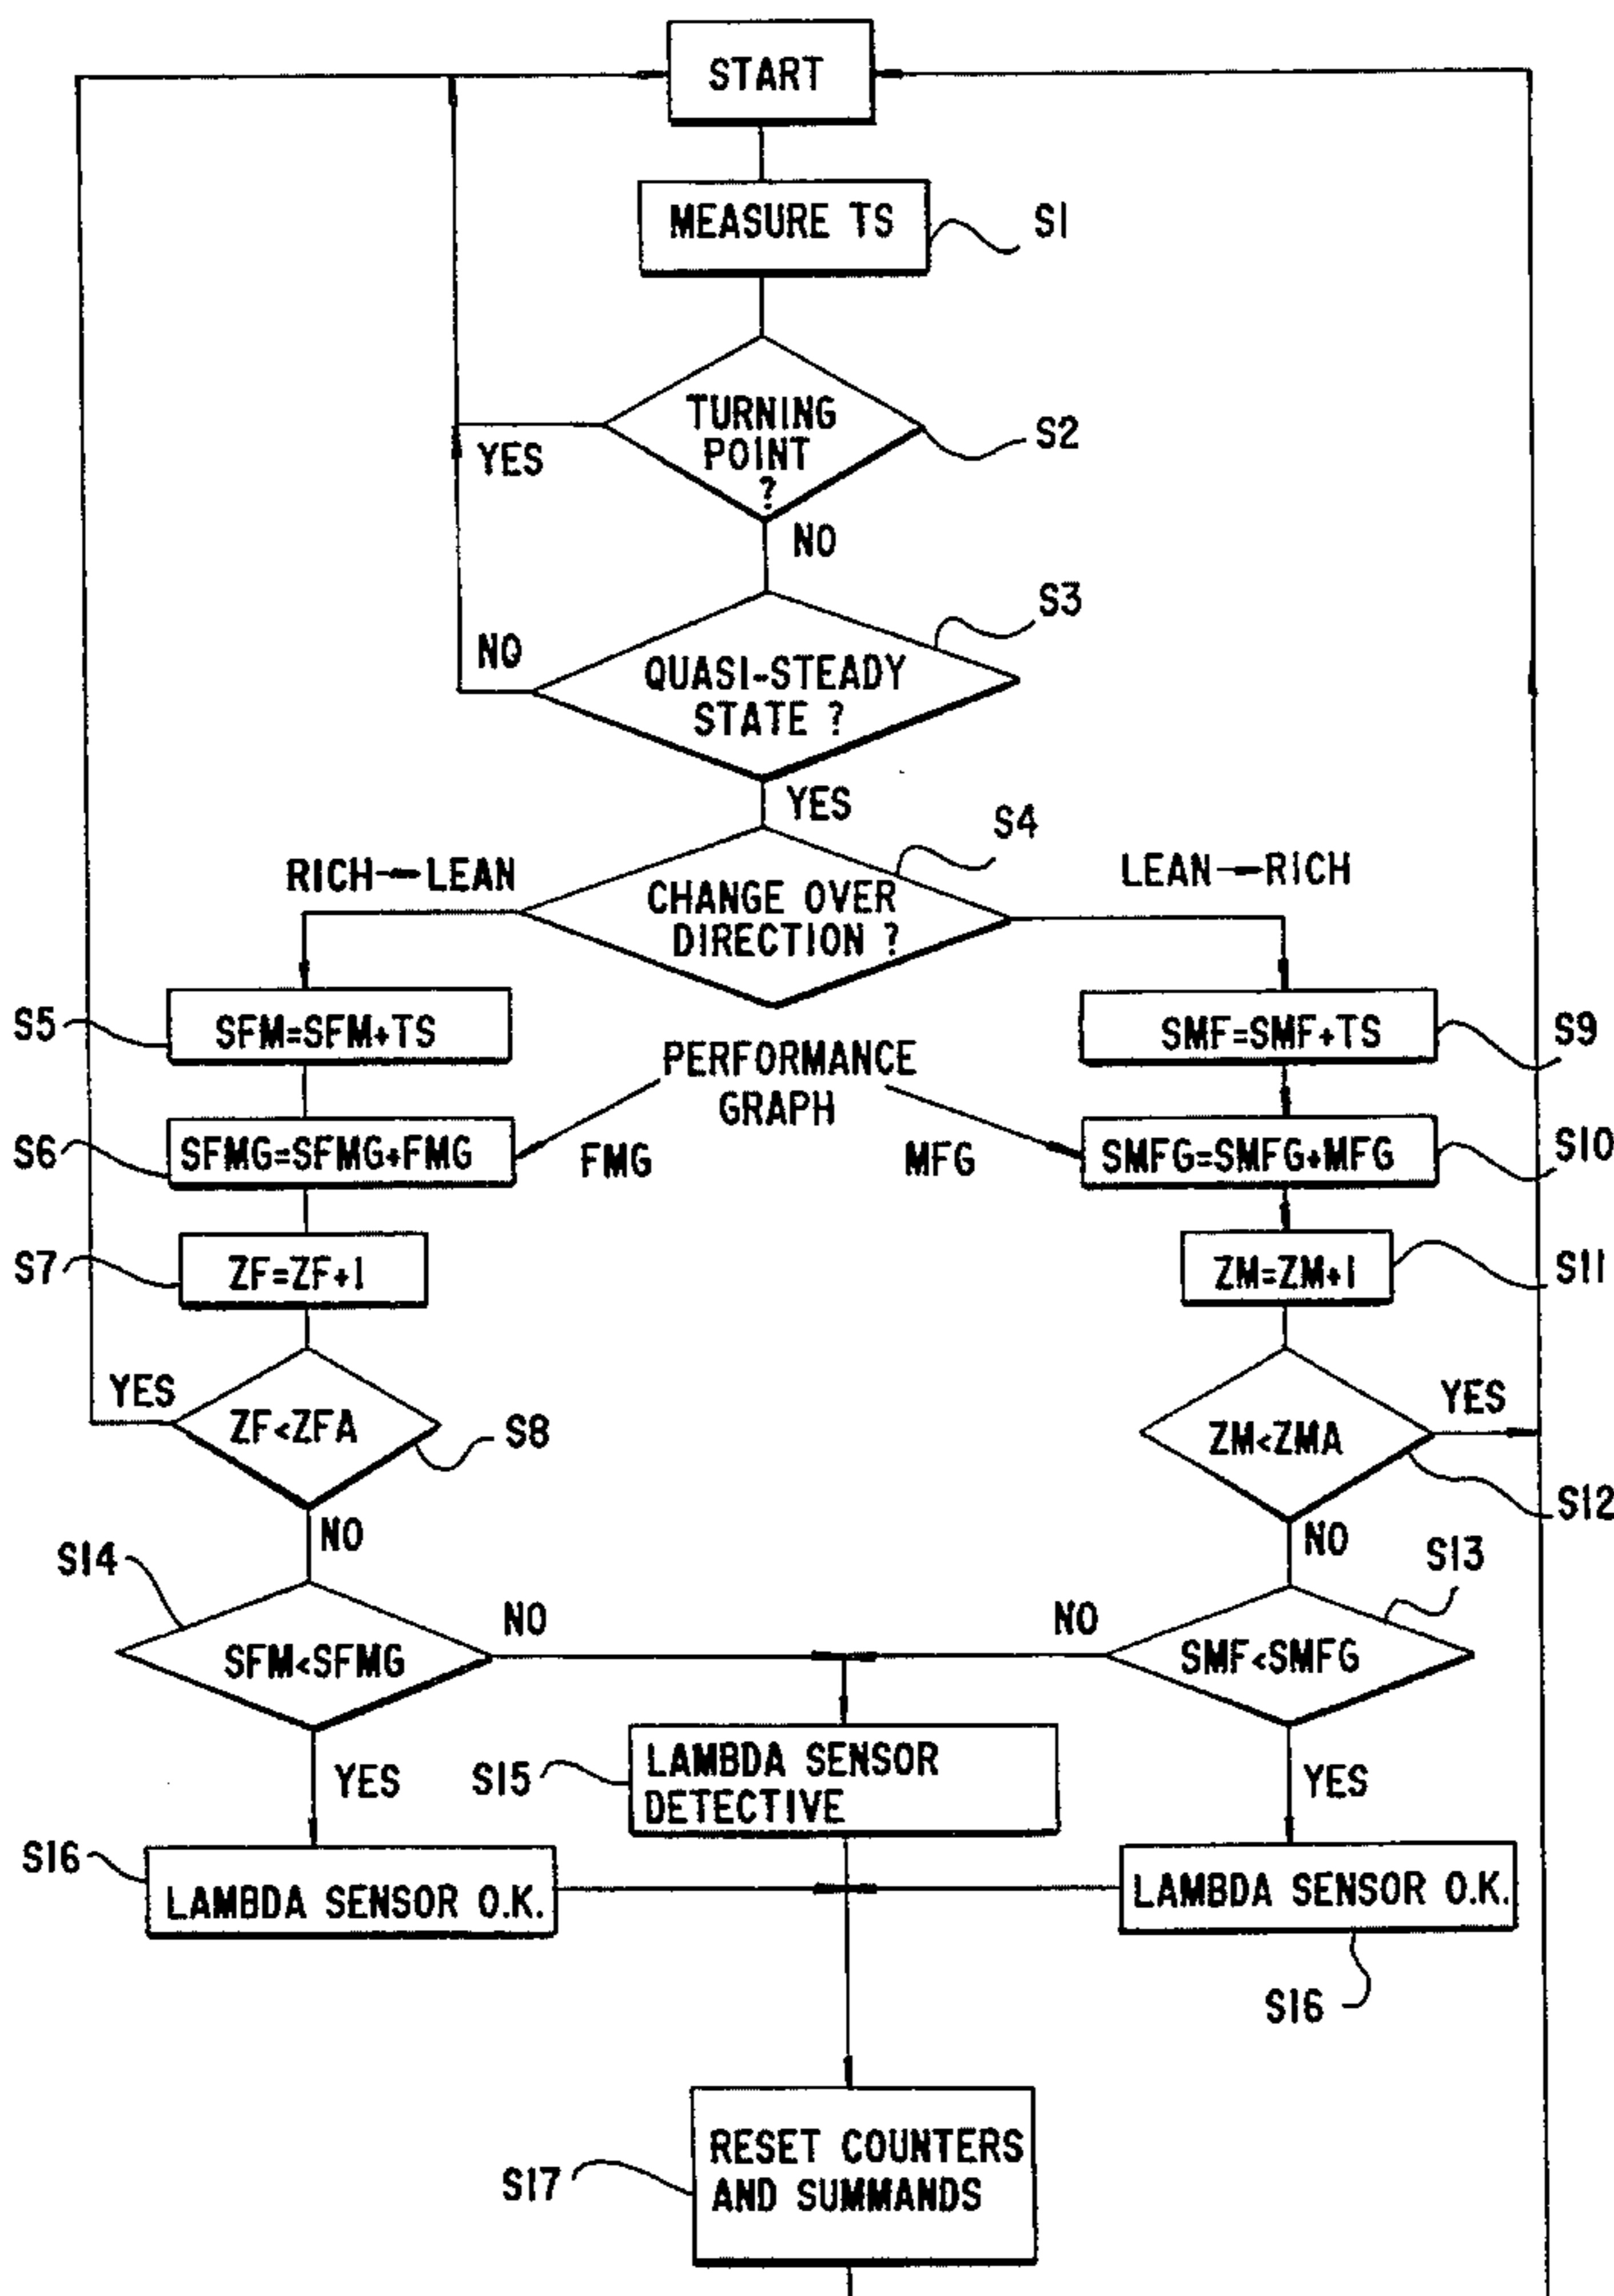 START
MEASURE TS
S1
TURNING
POINT
?
S2
YES
NO
S3
NO
QUASI-STEADY
STATE ?
YES
S4
RICH→LEAN
LEAN→RICH
CHANGE OVER
DIRECTION ?
S5
SFM=SFM+TS
SMF=SMF+TS
S9
PERFORMANCE
GRAPH
S6
SFMG=SFMG+FMG
FMG
MFG
SMFG=SMFG+MFG
S10
S7
ZF=ZF+1
ZM=ZM+1
S11
YES
ZF<ZFA
S8
ZM<ZMA
YES
S12
NO
NO
S14
S13
NO
NO
SFM<SFMG
SMF<SMFG
YES
S15
LAMBDA SENSOR
DETECTIVE
YES
S16
LAMBDA SENSOR O.K.
LAMBDA SENSOR O.K.
S16
S17
RESET COUNTERS
AND SUMMANDS